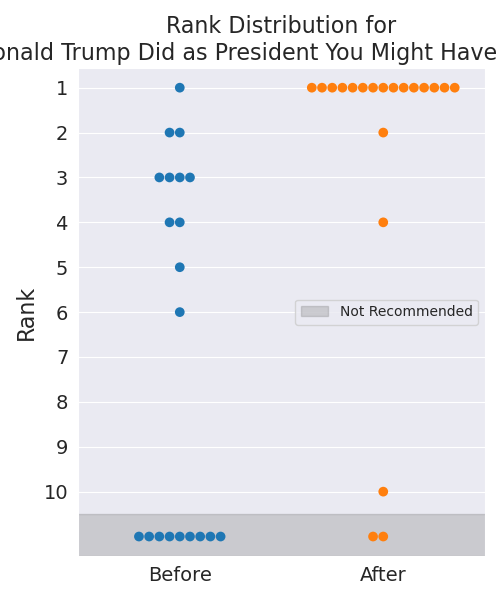 Rank Distribution for
onald Trump Did as President You Might Have
1
2
3
4
5
6
7
8
9
10
Rank
Not Recommended
Before
After